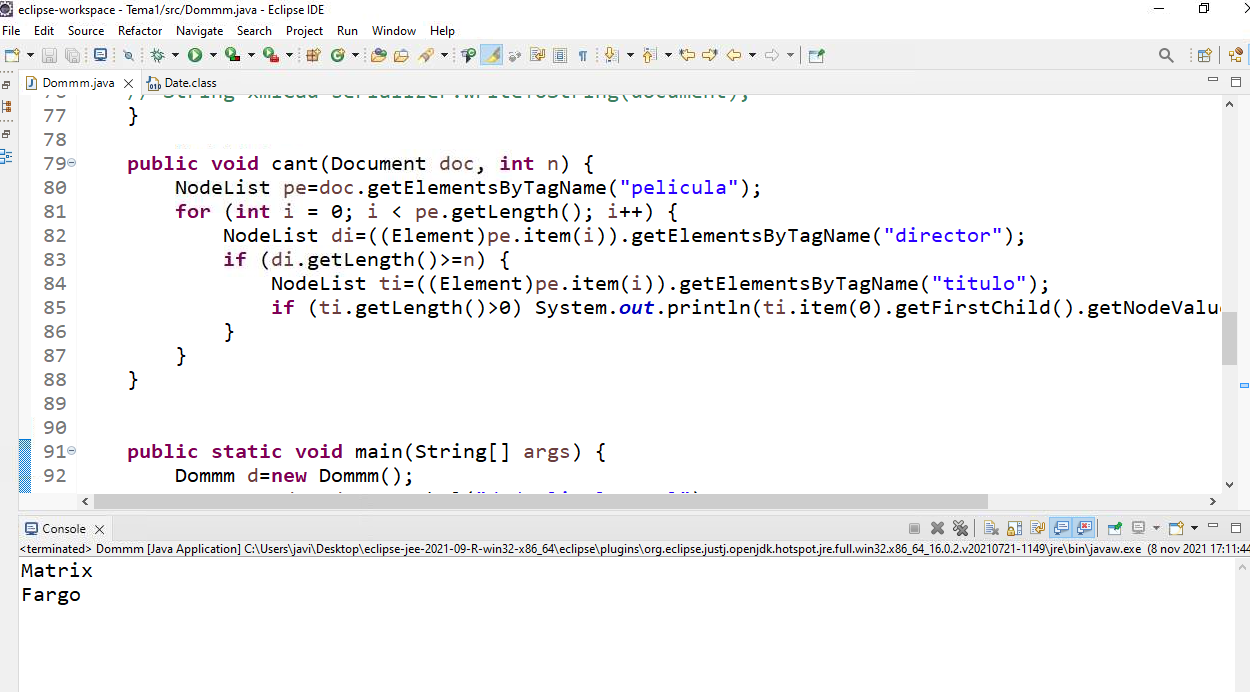 eclipse-workspace - Tema1/src/Dommm.java - Eclipse IDE
File Edit Source Refactor Navigate Search Project Run Window Help
Dommm.java Date.class
77 }
78
79 public void cant(Document doc, int n) {
80 NodeList pe=doc.getElementsByTagName("pelicula");
81 for (int i = 0; i < pe.getLength(); i++) {
82 NodeList di=((Element)pe.item(i)).getElementsByTagName("director");
83 if (di.getLength()>=n) {
84 NodeList ti=((Element)pe.item(i)).getElementsByTagName("titulo");
85 if (ti.getLength()>0) System.out.println(ti.item(0).getFirstChild().getNodeValu
86 }
87 }
88 }
89
90
91 public static void main(String[] args) {
92 Dommm d=new Dommm();
Console
<terminated> Dommm [Java Application] C:\Users\javi\Desktop\eclipse-jee-2021-09-R-win32-x86_64\eclipse\plugins\org.eclipse.justj.openjdk.hotspot.jre.full.win32.x86_64_16.0.2.v20210721-1149\jre\bin\javaw.exe (8 nov 2021 17:11:44
Matrix
Fargo